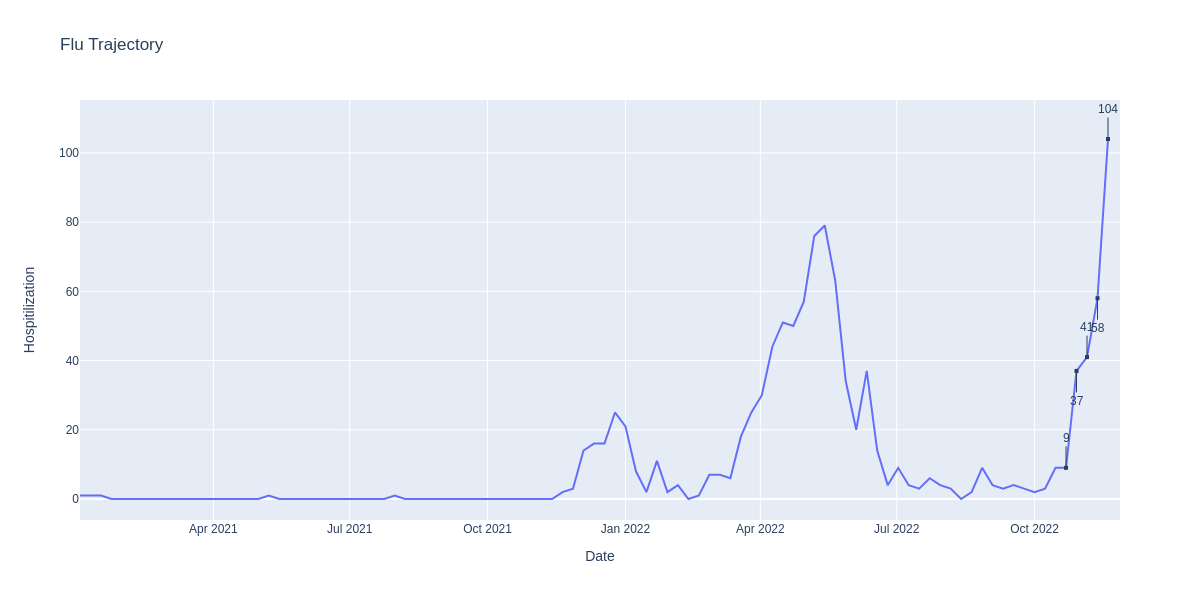 Flu Trajectory
104
100
80
60
41
58
40
37
20
9
0
Hospitilization
Apr 2021
Jul 2021
Oct 2021
Jan 2022
Apr 2022
Jul 2022
Oct 2022
Date